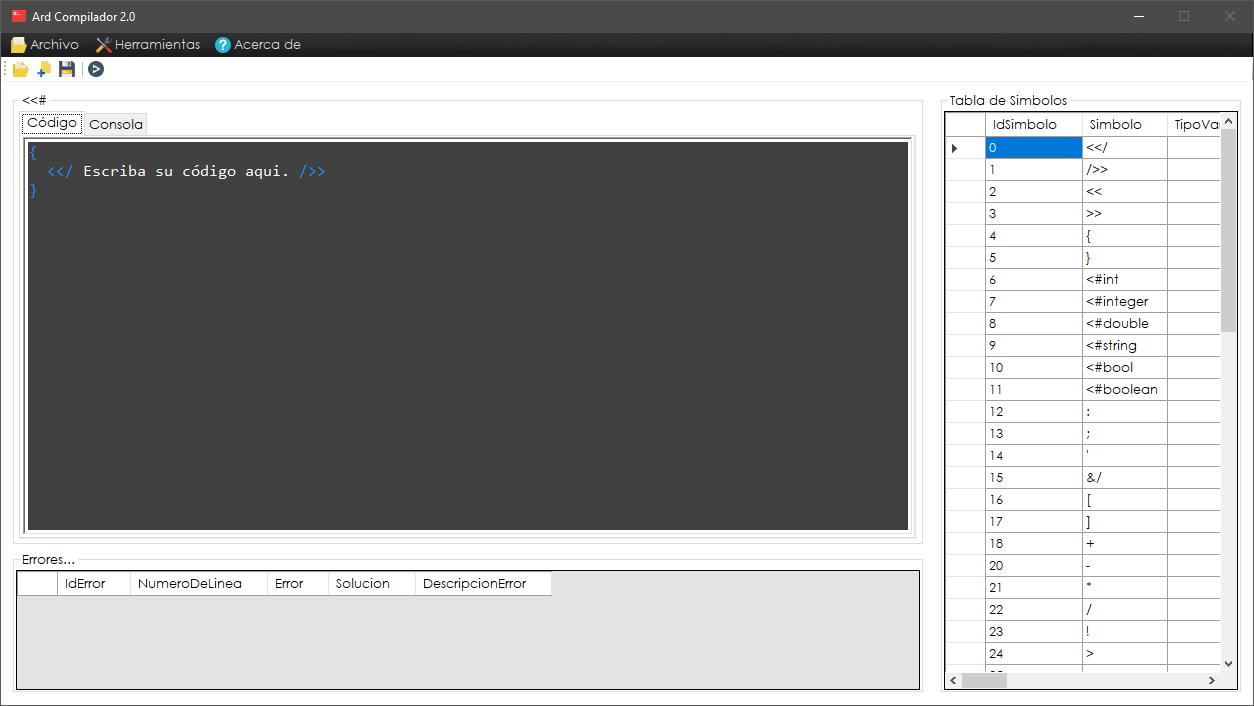 Ard Compilador 2.0
Archivo Herramientas Acerca de
<<#
Código Consola
{
<</ Escriba su código aqui. />>
}
Errores...
IdError NumeroDeLinea Error Solucion DescripcionError
Tabla de Simbolos
IdSimbolo Simbolo TipoVa
0 <</
1 />>
2 <<
3 >>
4 {
5 }
6 <#int
7 <#integer
8 <#double
9 <#string
10 <#bool
11 <#boolean
12 :
13 ;
14 '
15 &/
16 [
17 ]
18 +
20 -
21 *
22 /
23 !
24 >